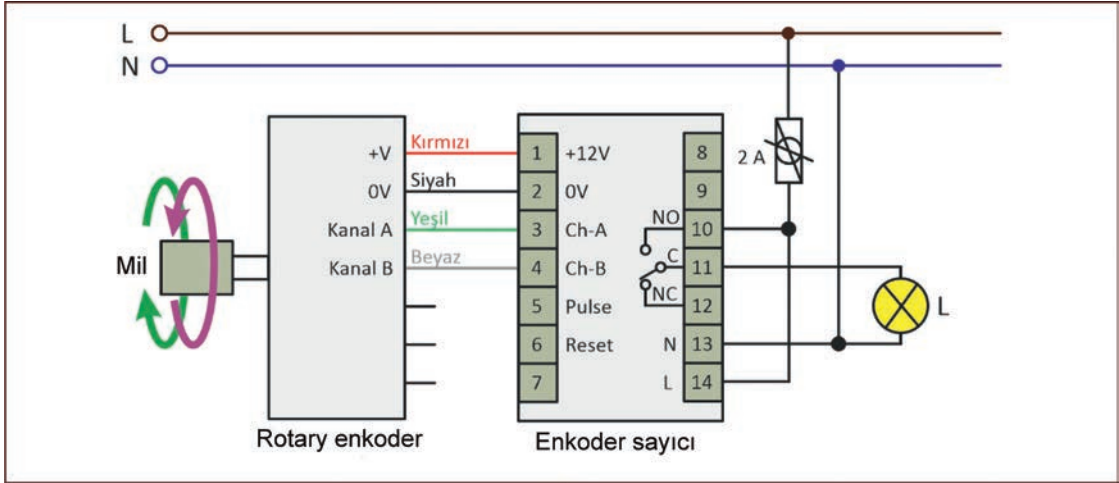 L
N
Kırmızı
+V
1
+12V
8
2 A
Siyah
0V
2
0V
9
Yeşil
NO
Kanal A
3
Ch-A
10
Mil
Beyaz
C
Kanal B
4
Ch-B
11
NC
5
Pulse
12
L
6
Reset
N
13
7
L
14
Rotary enkoder
Enkoder sayıcı